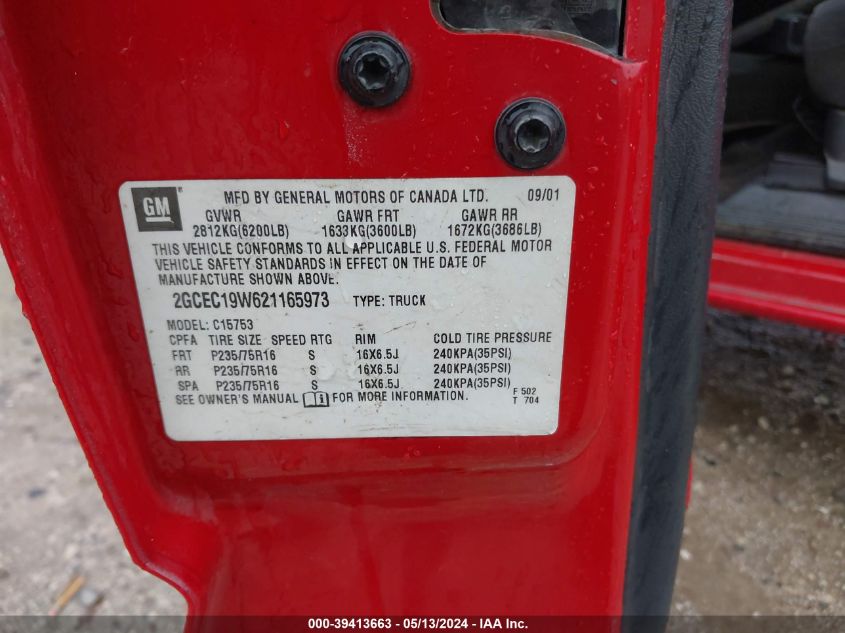 GM
MFD BY GENERAL MOTORS OF CANADA LTD. 09/01
GVWR GAWR FRT GAWR RR
2812KG(6200LB) 1633KG(3600LB) 1672KG(3686LB)
THIS VEHICLE CONFORMS TO ALL APPLICABLE U.S. FEDERAL MOTOR
VEHICLE SAFETY STANDARDS IN EFFECT ON THE DATE OF
MANUFACTURE SHOWN ABOVE.
2GCEC19W621165973 TYPE: TRUCK
MODEL: C15753
CPFA TIRE SIZE SPEED RTG RIM COLD TIRE PRESSURE
FRT P235/75R16 S 16X6.5J 240KPA(35PSI)
RR P235/75R16 S 16X6.5J 240KPA(35PSI)
SPA P235/75R16 S 16X6.5J 240KPA(35PSI)
SEE OWNER'S MANUAL FOR MORE INFORMATION.
F 502
T 704
000-39413663 - 05/13/2024 - IAA Inc.